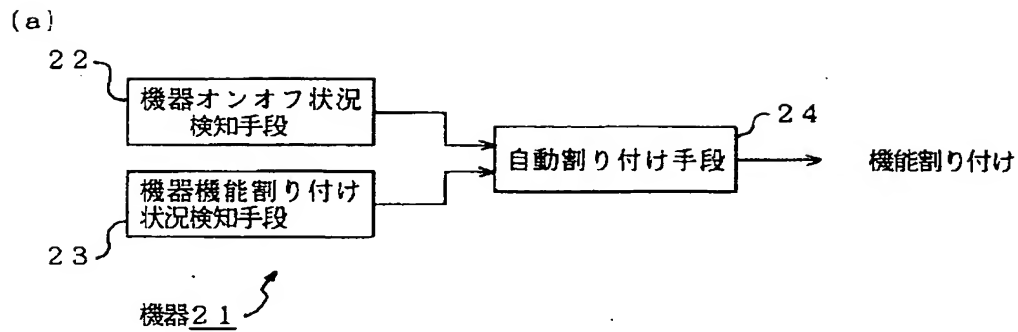 (a)
22
機器オンオフ状況
検知手段
24
自動割り付け手段
機能割り付け
機器機能割り付け
状況検知手段
23
機器21